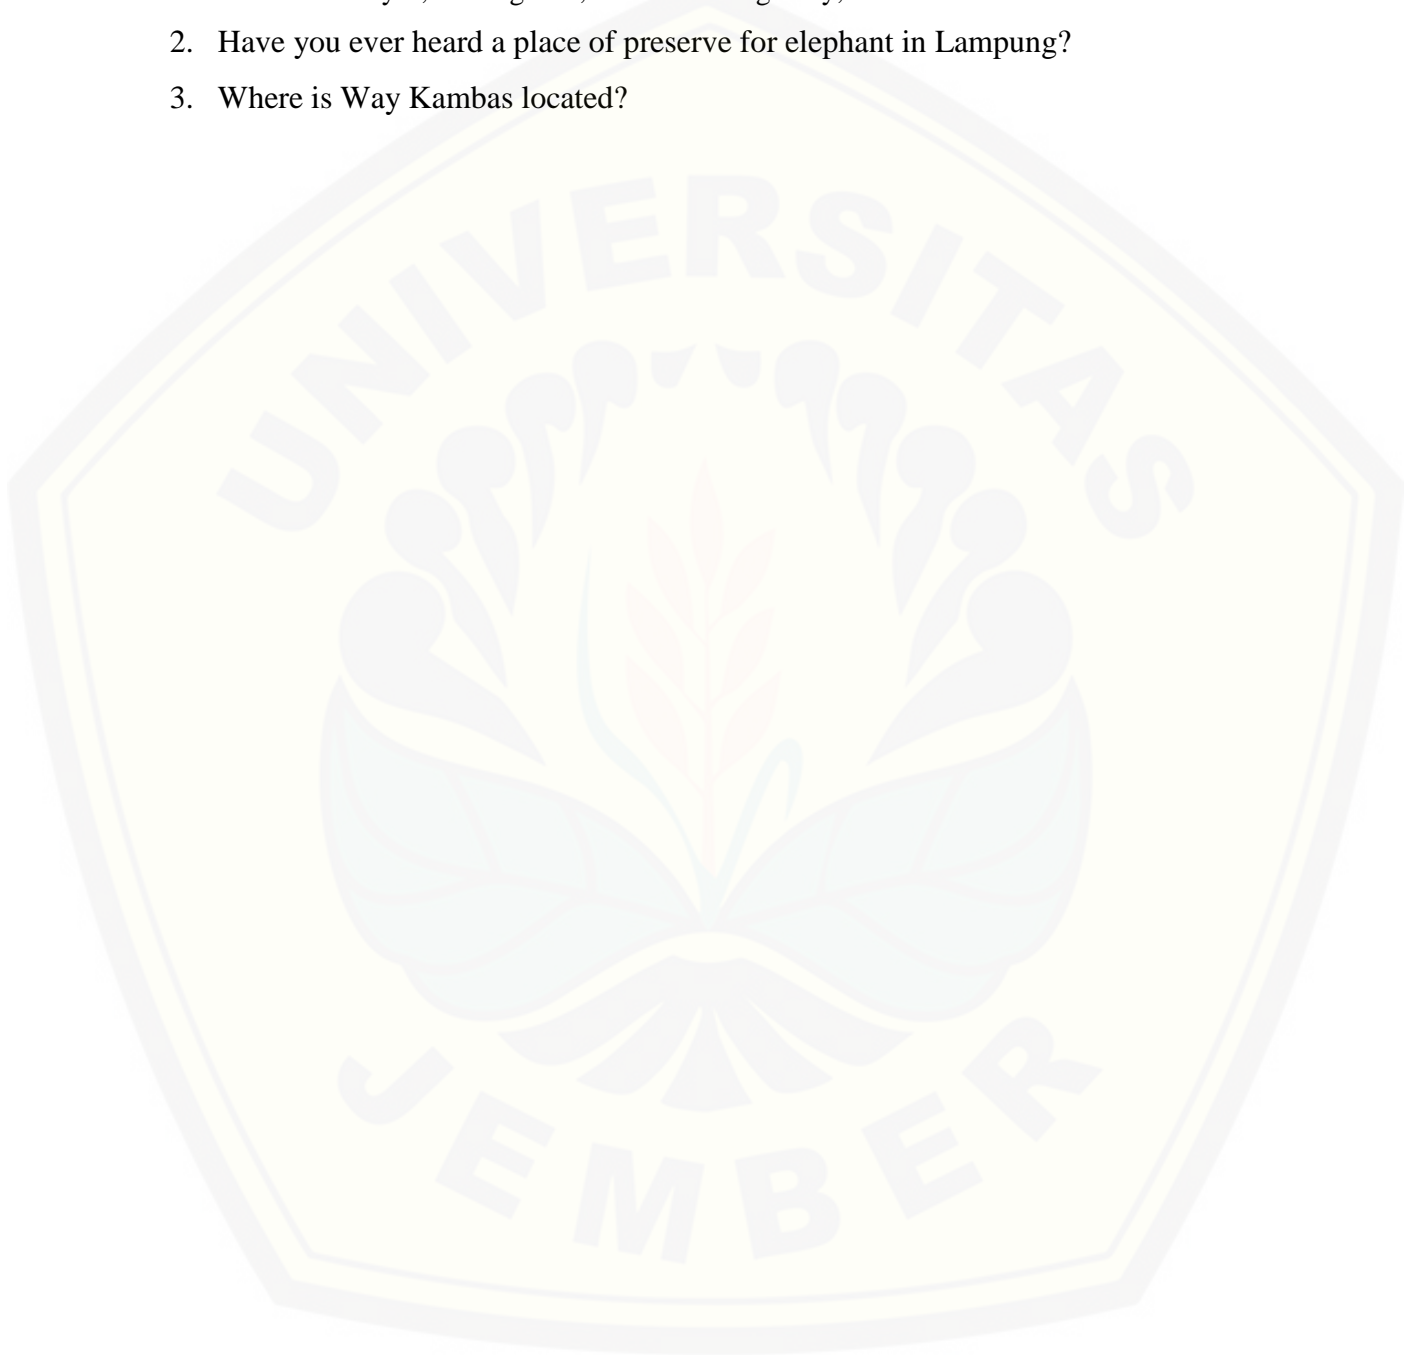 2. Have you ever heard a place of preserve for elephant in Lampung?
3. Where is Way Kambas located?
UNIVERSITAS
JEMBER